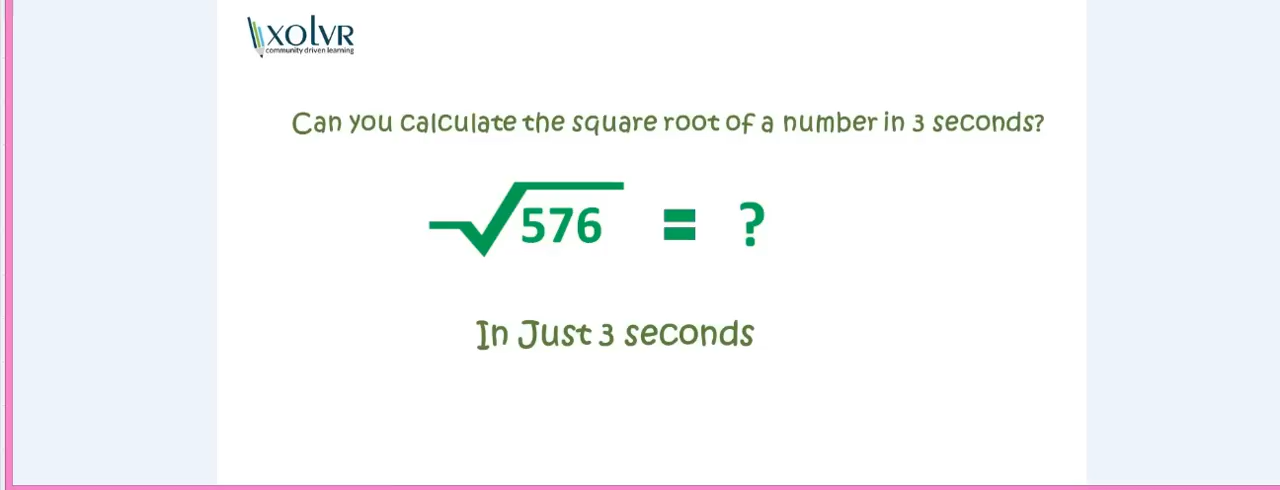 xolvr
community driven learning
Can you calculate the square root of a number in 3 seconds?
√576 = ?
In Just 3 seconds